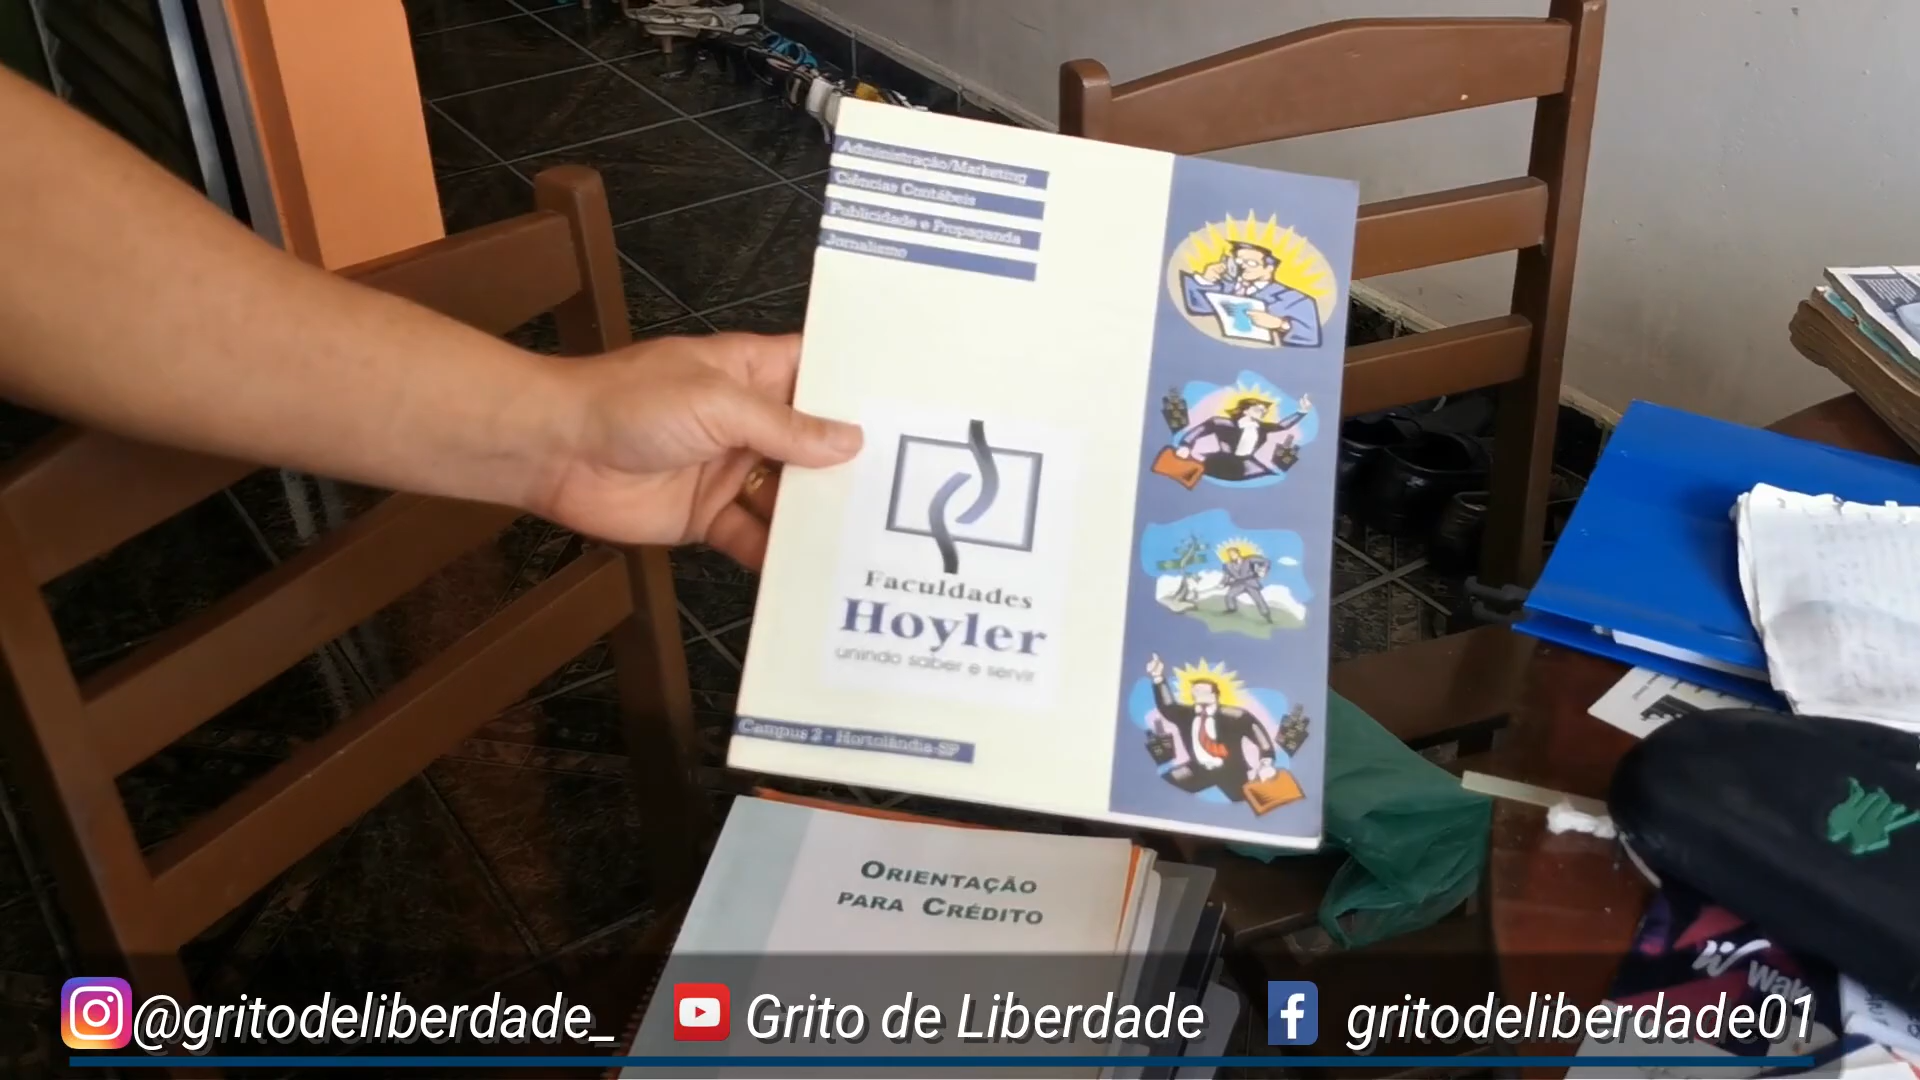 Administração/Marketing
Ciências Contábeis
Publicidade e Propaganda
Jornalismo
Faculdades
Hoyler
unindo saber e servir
Campus 2 - Hortolândia-SP
ORIENTAÇÃO
PARA CRÉDITO
@gritodeliberdade_
Grito de Liberdade
gritodeliberdade01